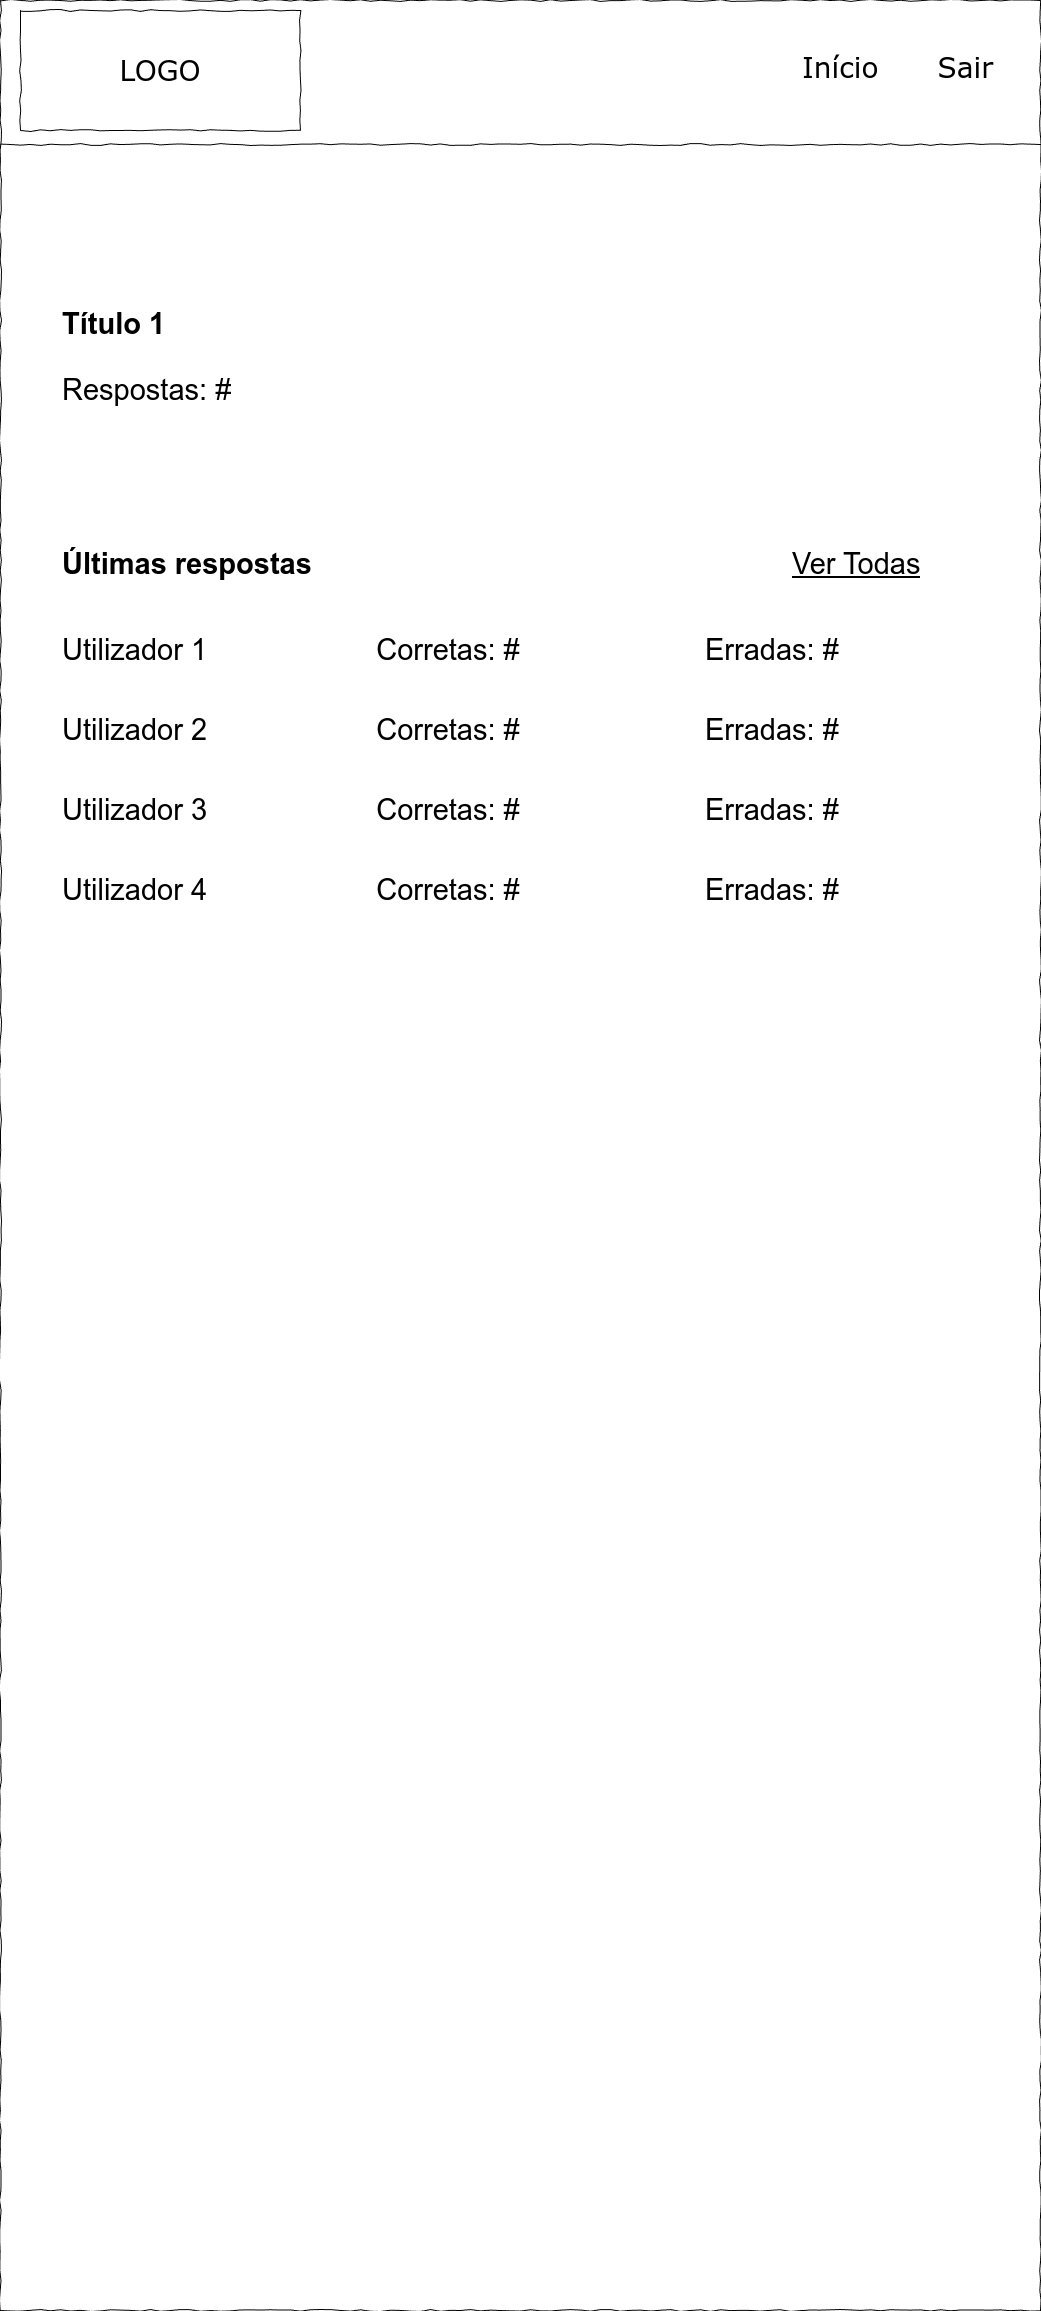 LOGO
Início Sair
Título 1
Respostas: #
Últimas respostas Ver Todas
Utilizador 1 Corretas: # Erradas: #
Utilizador 2 Corretas: # Erradas: #
Utilizador 3 Corretas: # Erradas: #
Utilizador 4 Corretas: # Erradas: #